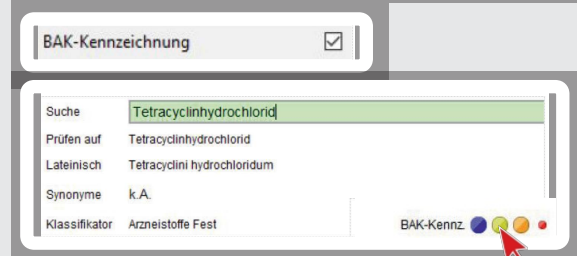 BAK-Kennzeichnung
Suche Tetracyclinhydrochlorid
Prüfen auf Tetracyclinhydrochlorid
Lateinisch Tetracyclini hydrochloridum
Synonyme k.A.
Klassifikator Arzneistoffe Fest BAK-Kennz.